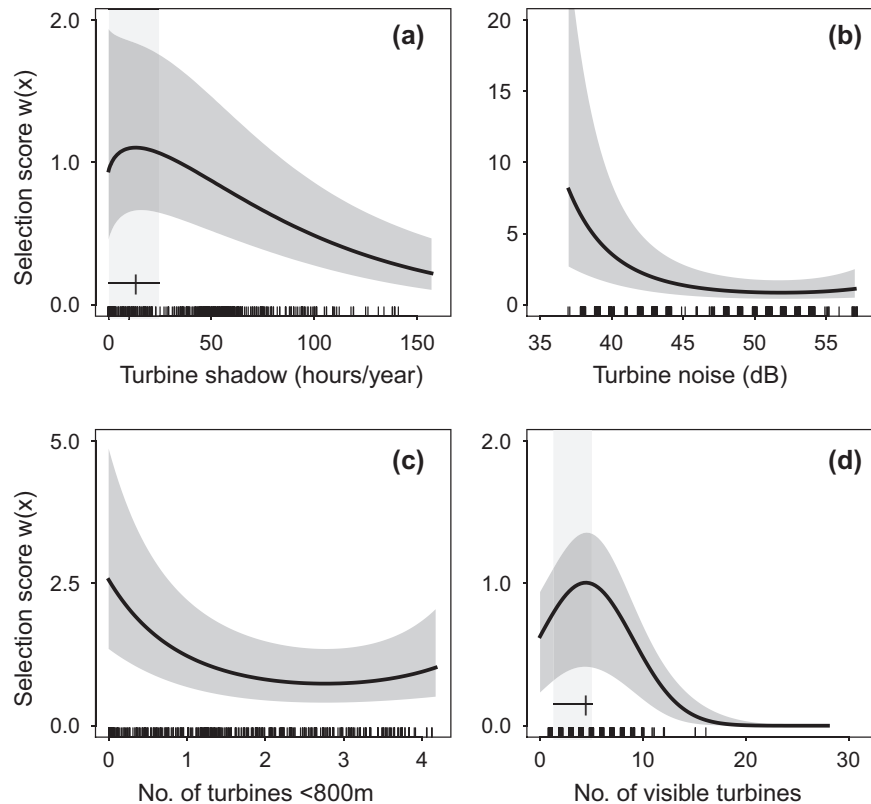 (a)
2.0
1.0
0.0
Selection score w(x)
0 50 100 150
Turbine shadow (hours/year)
(b)
20
15
10
5
0
35 40 45 50 55
Turbine noise (dB)
(c)
5.0
2.5
0.0
Selection score w(x)
0 1 2 3 4
No. of turbines <800m
(d)
2.0
1.0
0.0
0 10 20 30
No. of visible turbines